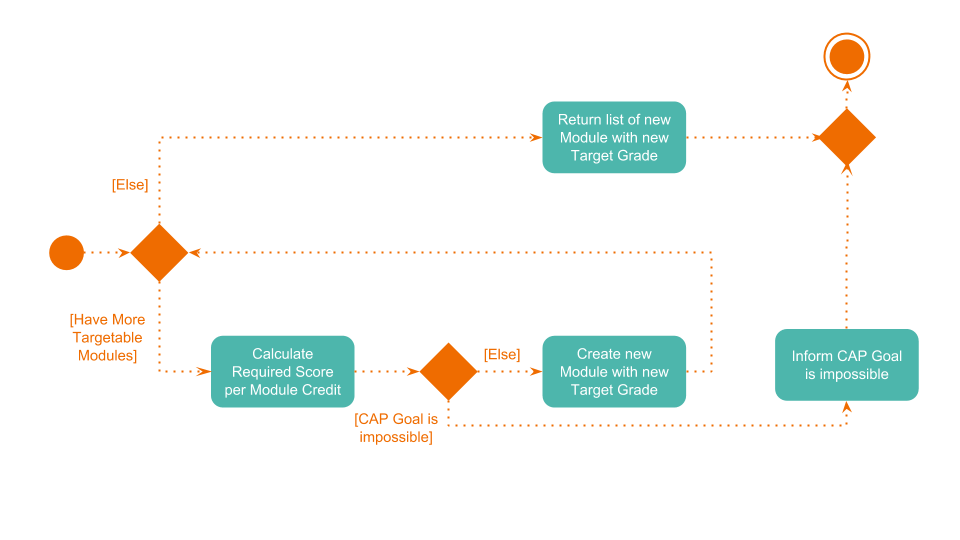 Return list of new
Module with new
Target Grade
[Else]
[Have More
Targetable
Modules]
Calculate
Required Score
per Module Credit
[Else]
Create new
Module with new
Target Grade
Inform CAP Goal
is impossible
[CAP Goal is
impossible]